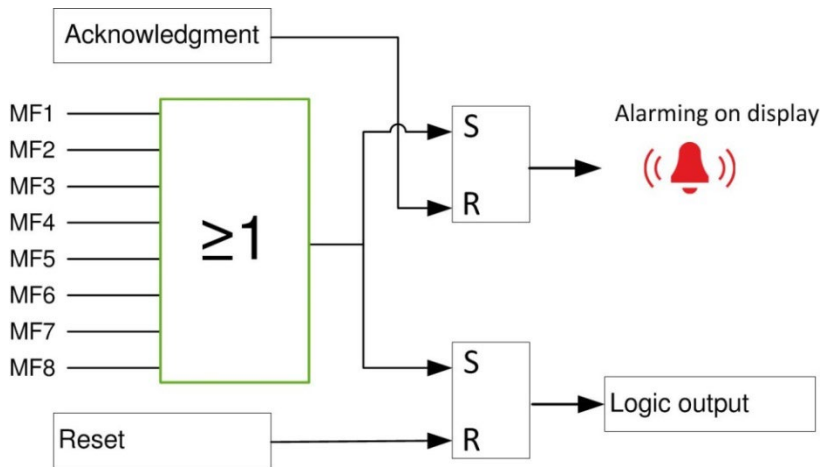 Acknowledgment
MF1
MF2
MF3
MF4
MF5
MF6
MF7
MF8
≥1
S
R
Alarming on display
S
R
Logic output
Reset